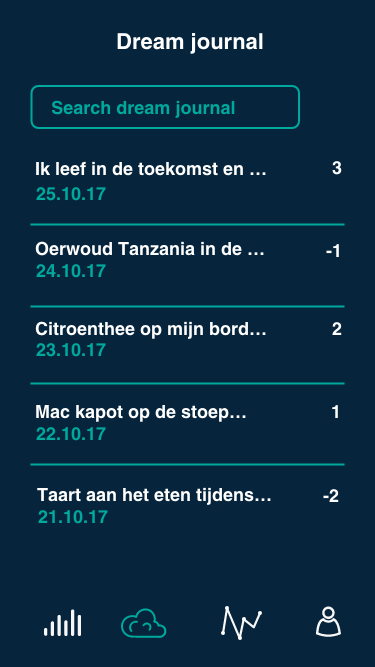 Dream journal
Search dream journal
Ik leef in de toekomst en ... 3
25.10.17
Oerwoud Tanzania in de ... -1
24.10.17
Citroenthee op mijn bord... 2
23.10.17
Mac kapot op de stoep... 1
22.10.17
Taart aan het eten tijdens... -2
21.10.17